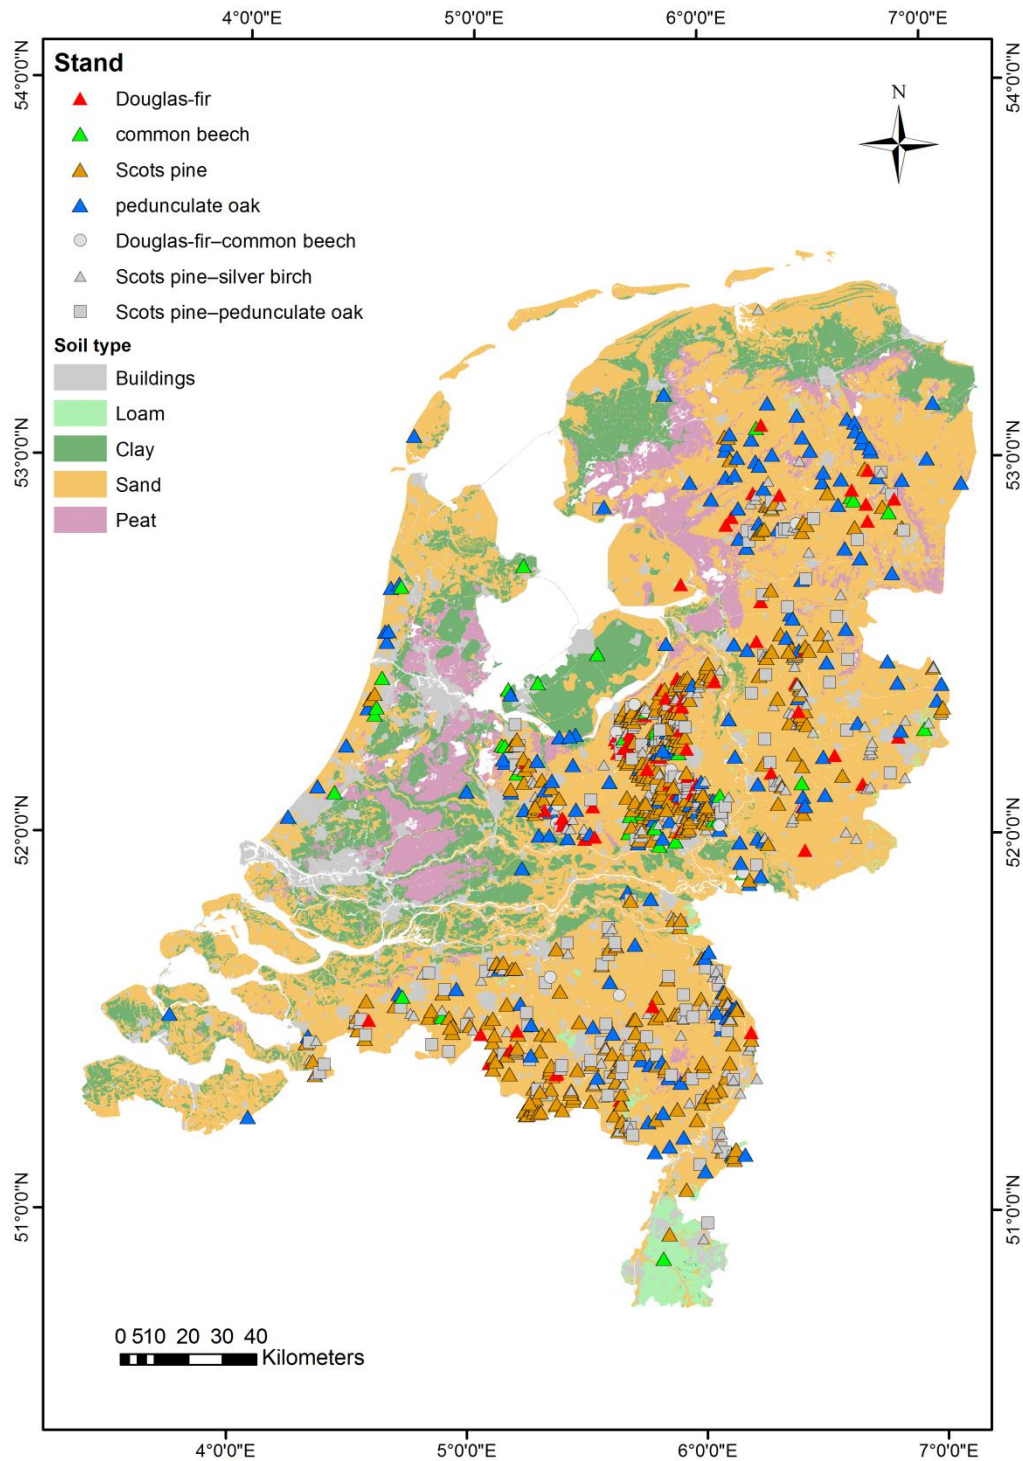 4°0'0"E 5°0'0"E 6°0'0"E 7°0'0"E
54°0'0"N 54°0'0"N
Stand
Douglas-fir
common beech
Scots pine
pedunculate oak
Douglas-fir–common beech
Scots pine–silver birch
Scots pine–pedunculate oak
Soil type
Buildings
Loam
Clay
Sand
Peat
N
53°0'0"N 53°0'0"N
52°0'0"N 52°0'0"N
51°0'0"N 51°0'0"N
0 510 20 30 40
Kilometers
4°0'0"E 5°0'0"E 6°0'0"E 7°0'0"E